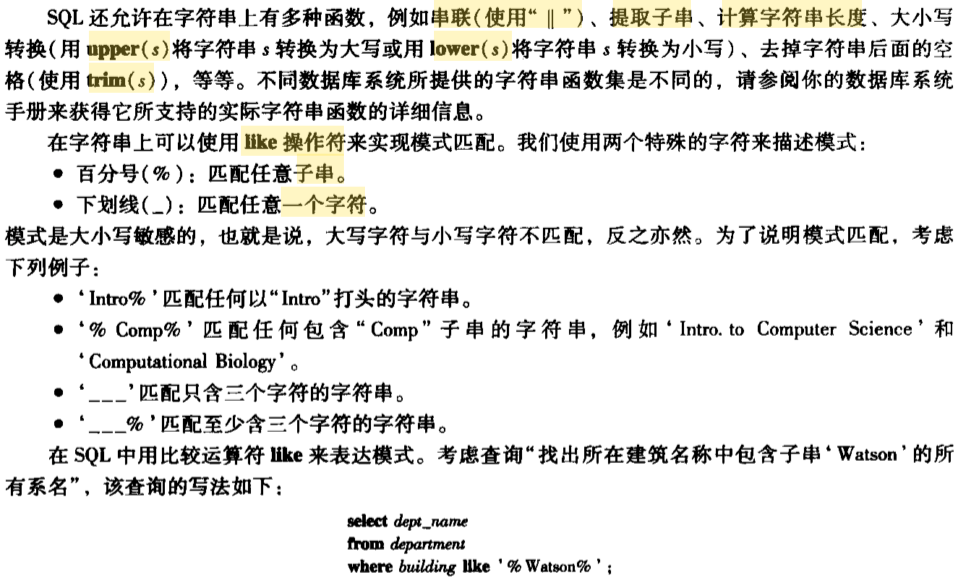 SQL 还允许在字符串上有多种函数，例如串联(使用“ ‖ ”)、提取子串、计算字符串长度、大小写
转换(用 upper(s)将字符串 s 转换为大写或用 lower(s)将字符串 s 转换为小写)、去掉字符串后面的空
格(使用 trim(s))，等等。不同数据库系统所提供的字符串函数集是不同的，请参阅你的数据库系统
手册来获得它所支持的实际字符串函数的详细信息。
在字符串上可以使用 like 操作符来实现模式匹配。我们使用两个特殊的字符来描述模式：
● 百分号(%)：匹配任意子串。
● 下划线(_)：匹配任意一个字符。
模式是大小写敏感的，也就是说，大写字符与小写字符不匹配，反之亦然。为了说明模式匹配，考虑
下列例子：
● ‘Intro% ’匹配任何以“Intro”打头的字符串。
● ‘% Comp% ’匹配任何包含“Comp”子串的字符串，例如‘Intro. to Computer Science’和
‘Computational Biology’。
● ‘___’匹配只含三个字符的字符串。
● ‘___% ’匹配至少含三个字符的字符串。
在 SQL 中用比较运算符 like 来表达模式。考虑查询“找出所在建筑名称中包含子串‘Watson’的所
有系名”，该查询的写法如下：
select dept_name
from department
where building like ‘% Watson% ’;